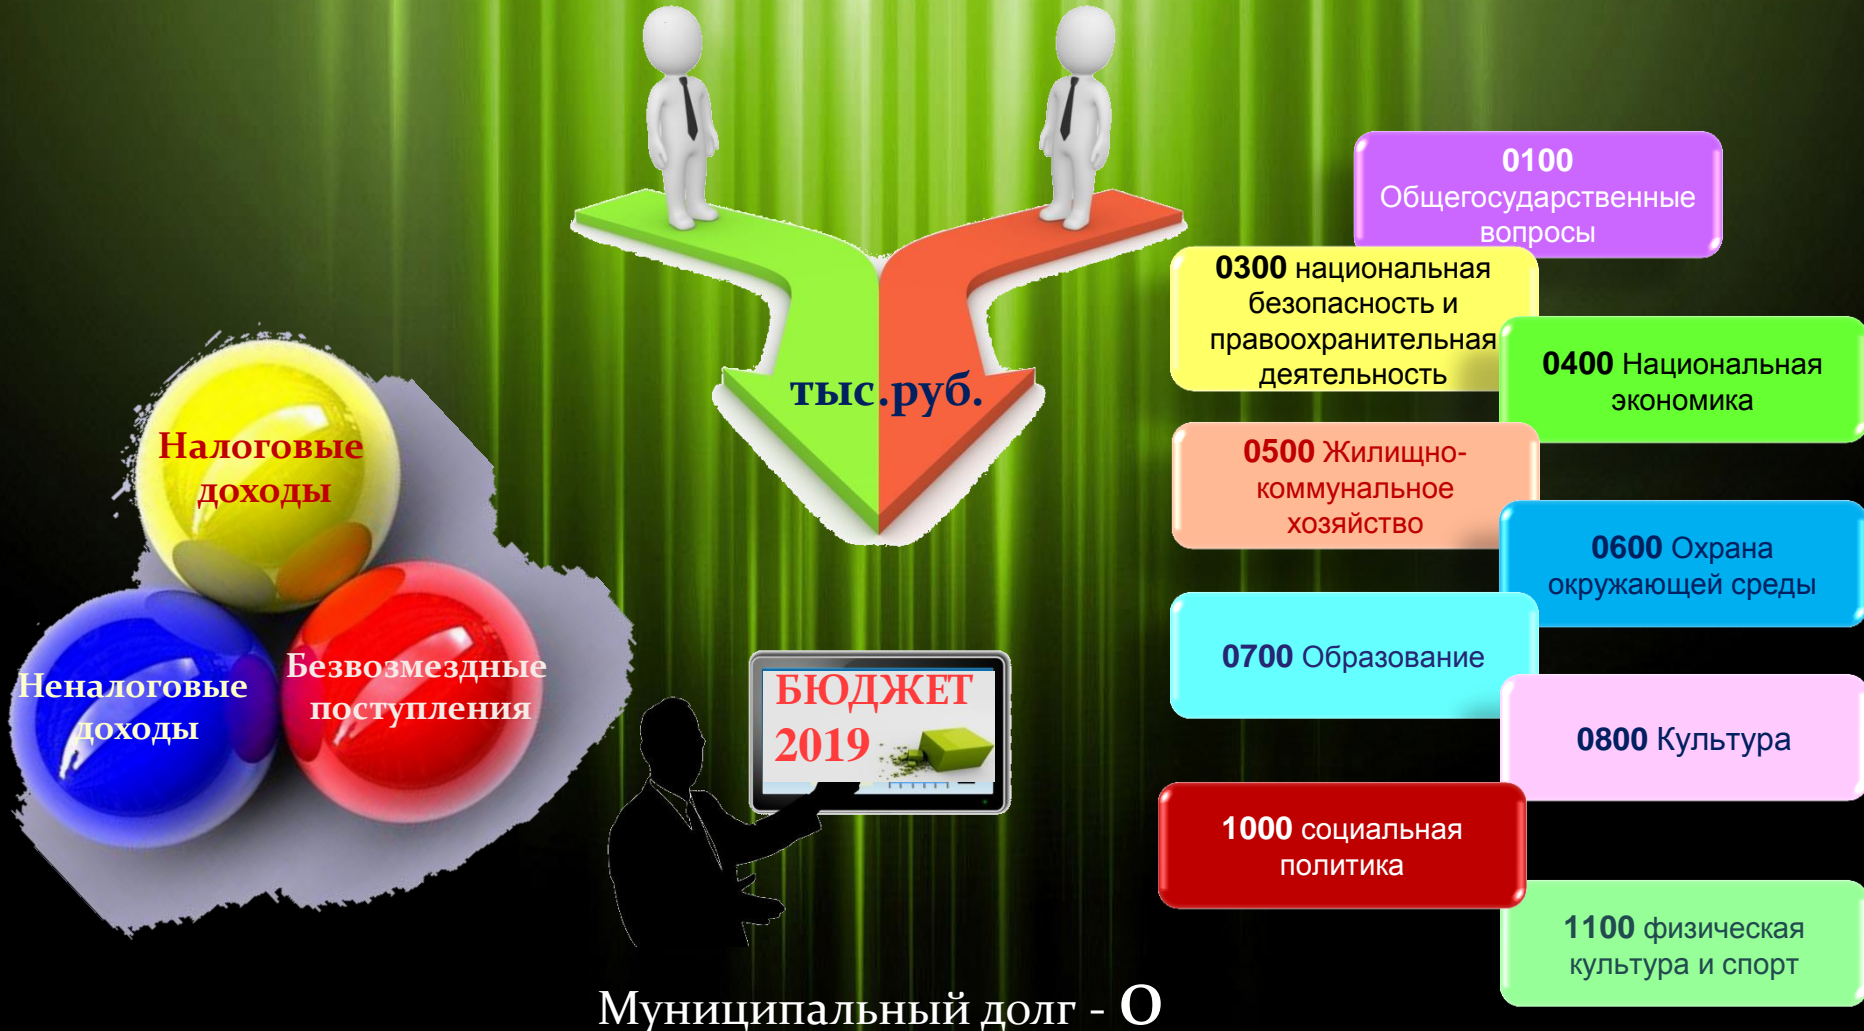 Налоговые
доходы
Неналоговые
доходы
Безвозмездные
поступления
тыс.руб.
БЮДЖЕТ
2019
Муниципальный долг - 0
0100
Общегосударственные
вопросы
0300 национальная
безопасность и
правоохранительная
деятельность
0400 Национальная
экономика
0500 Жилищно-
коммунальное
хозяйство
0600 Охрана
окружающей среды
0700 Образование
0800 Культура
1000 социальная
политика
1100 физическая
культура и спорт